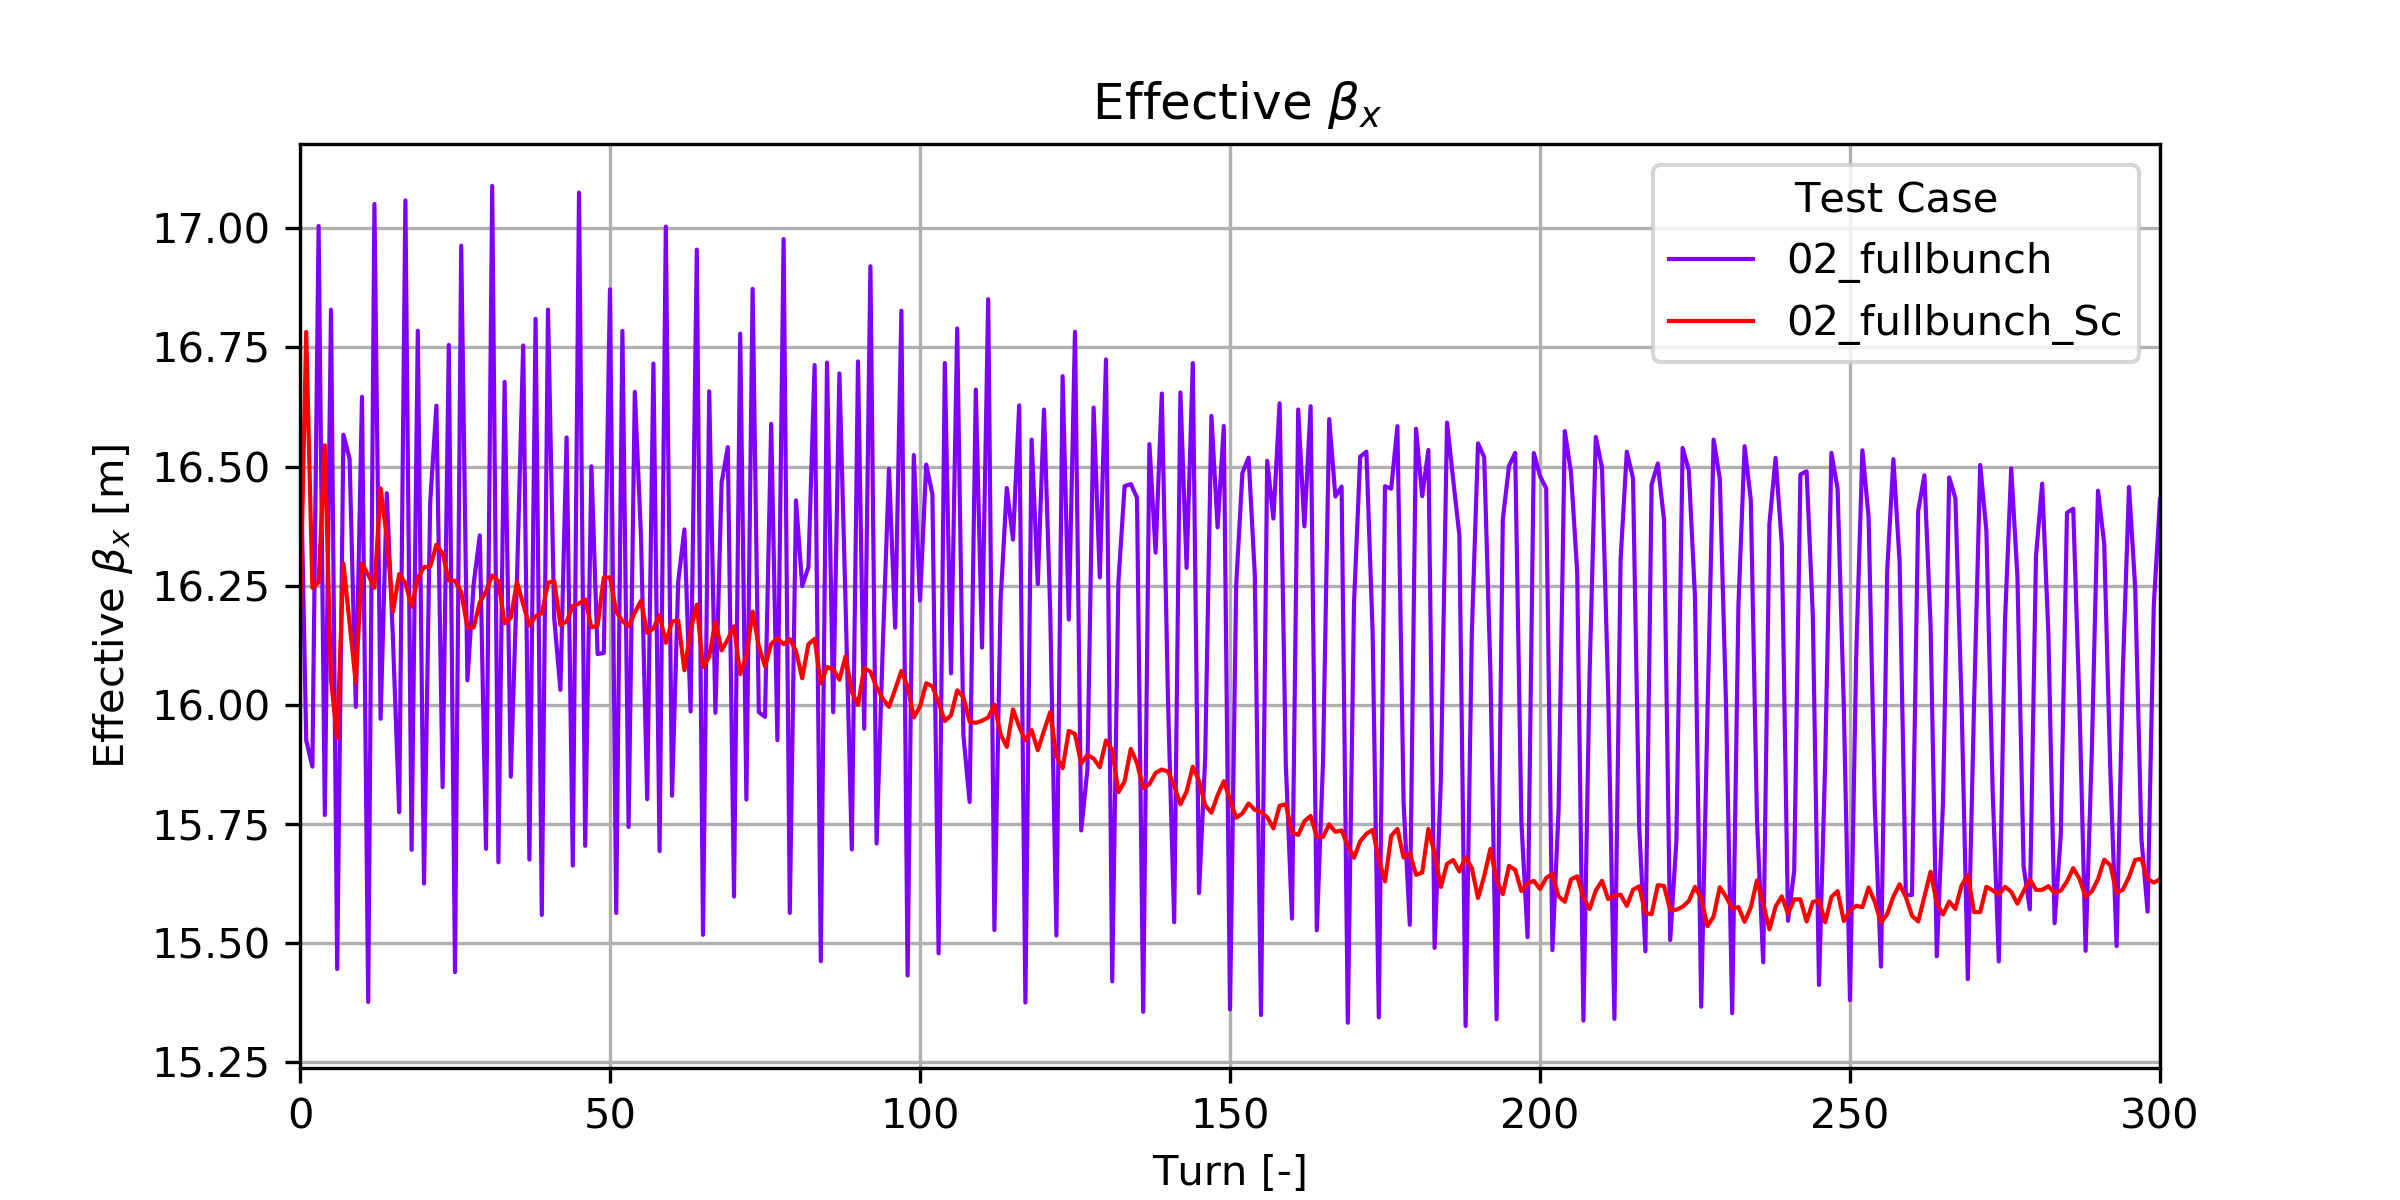 Effective βₓ
Effective βₓ [m]
17.00
16.75
16.50
16.25
16.00
15.75
15.50
15.25
0 50 100 150 200 250 300
Turn [-]
Test Case
02_fullbunch
02_fullbunch_Sc